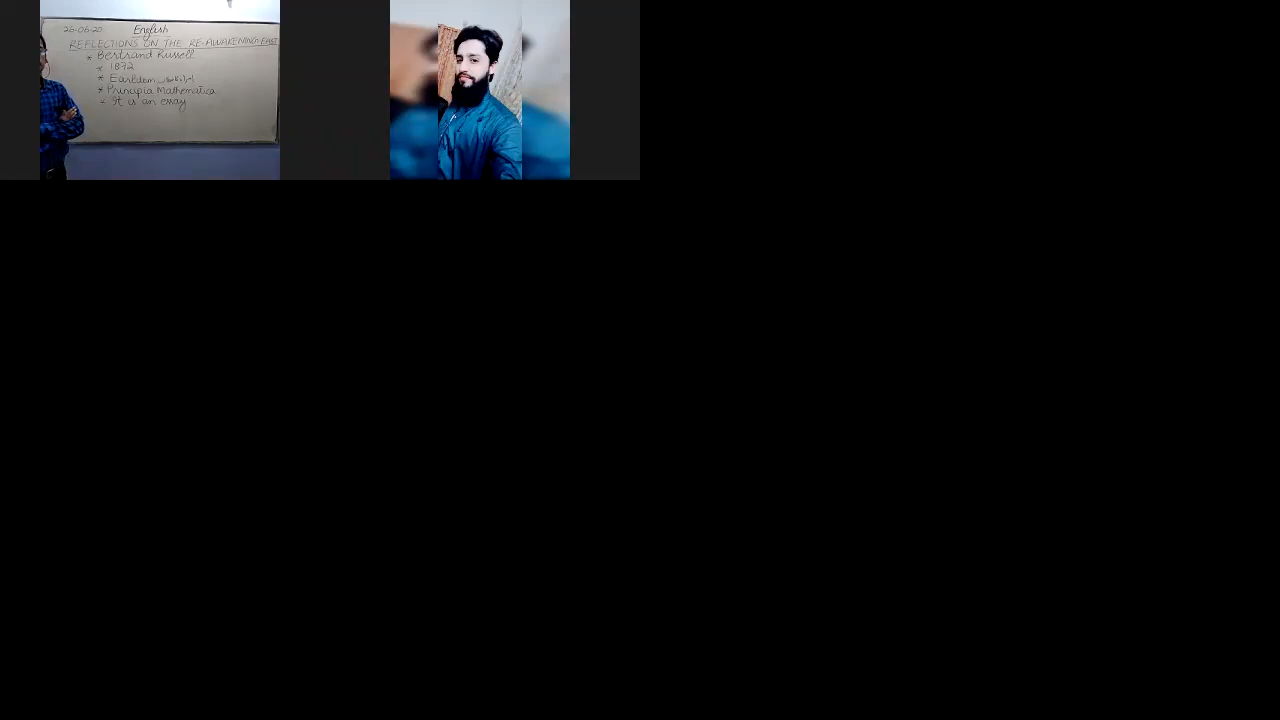 26-06-20 English
REFLECTIONS ON THE RE-AWAKENING EAST
* Bertrand Russell
* 1872
* Earldom
* Principia Mathematica
* It is an essay